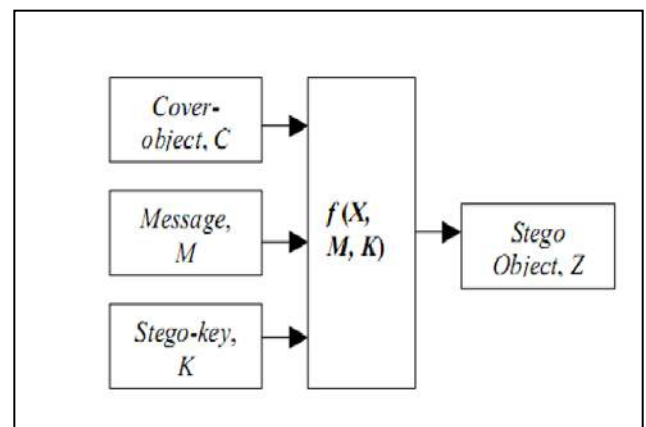 Cover-
object, C
Message,
M
Stego-key,
K
f (X,
M, K)
Stego
Object, Z